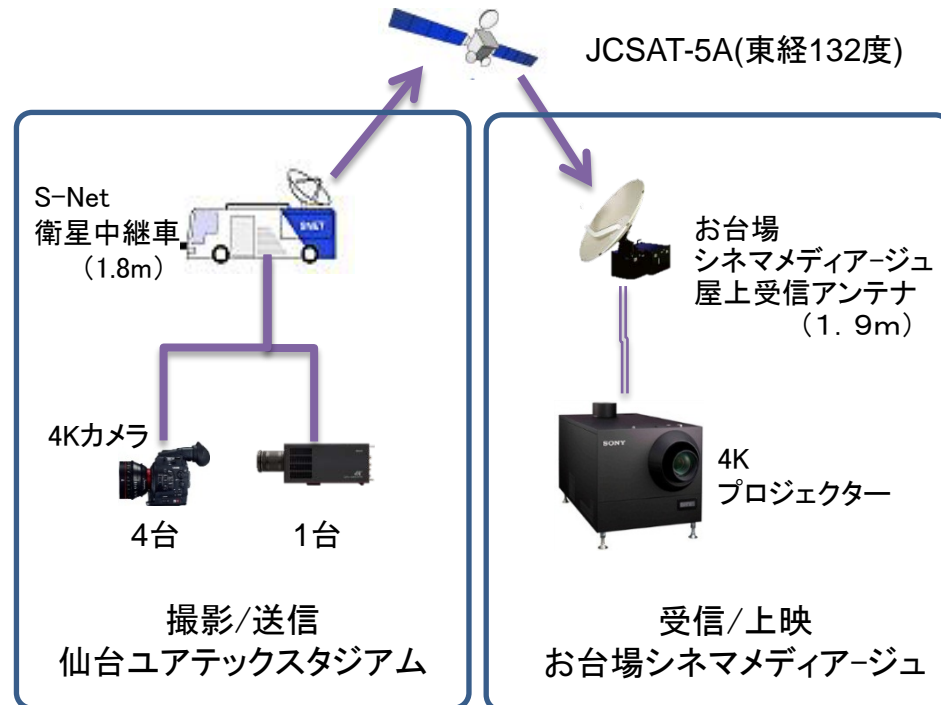 JCSAT-5A(東経132度)
S-Net
衛星中継車
(1.8m)
SNET
お台場
シネマメディア-ジュ
屋上受信アンテナ
(1．9m)
4Kカメラ
4台
1台
SONY
4K
プロジェクター
撮影/送信
仙台ユアテックスタジアム
受信/上映
お台場シネマメディア-ジュ